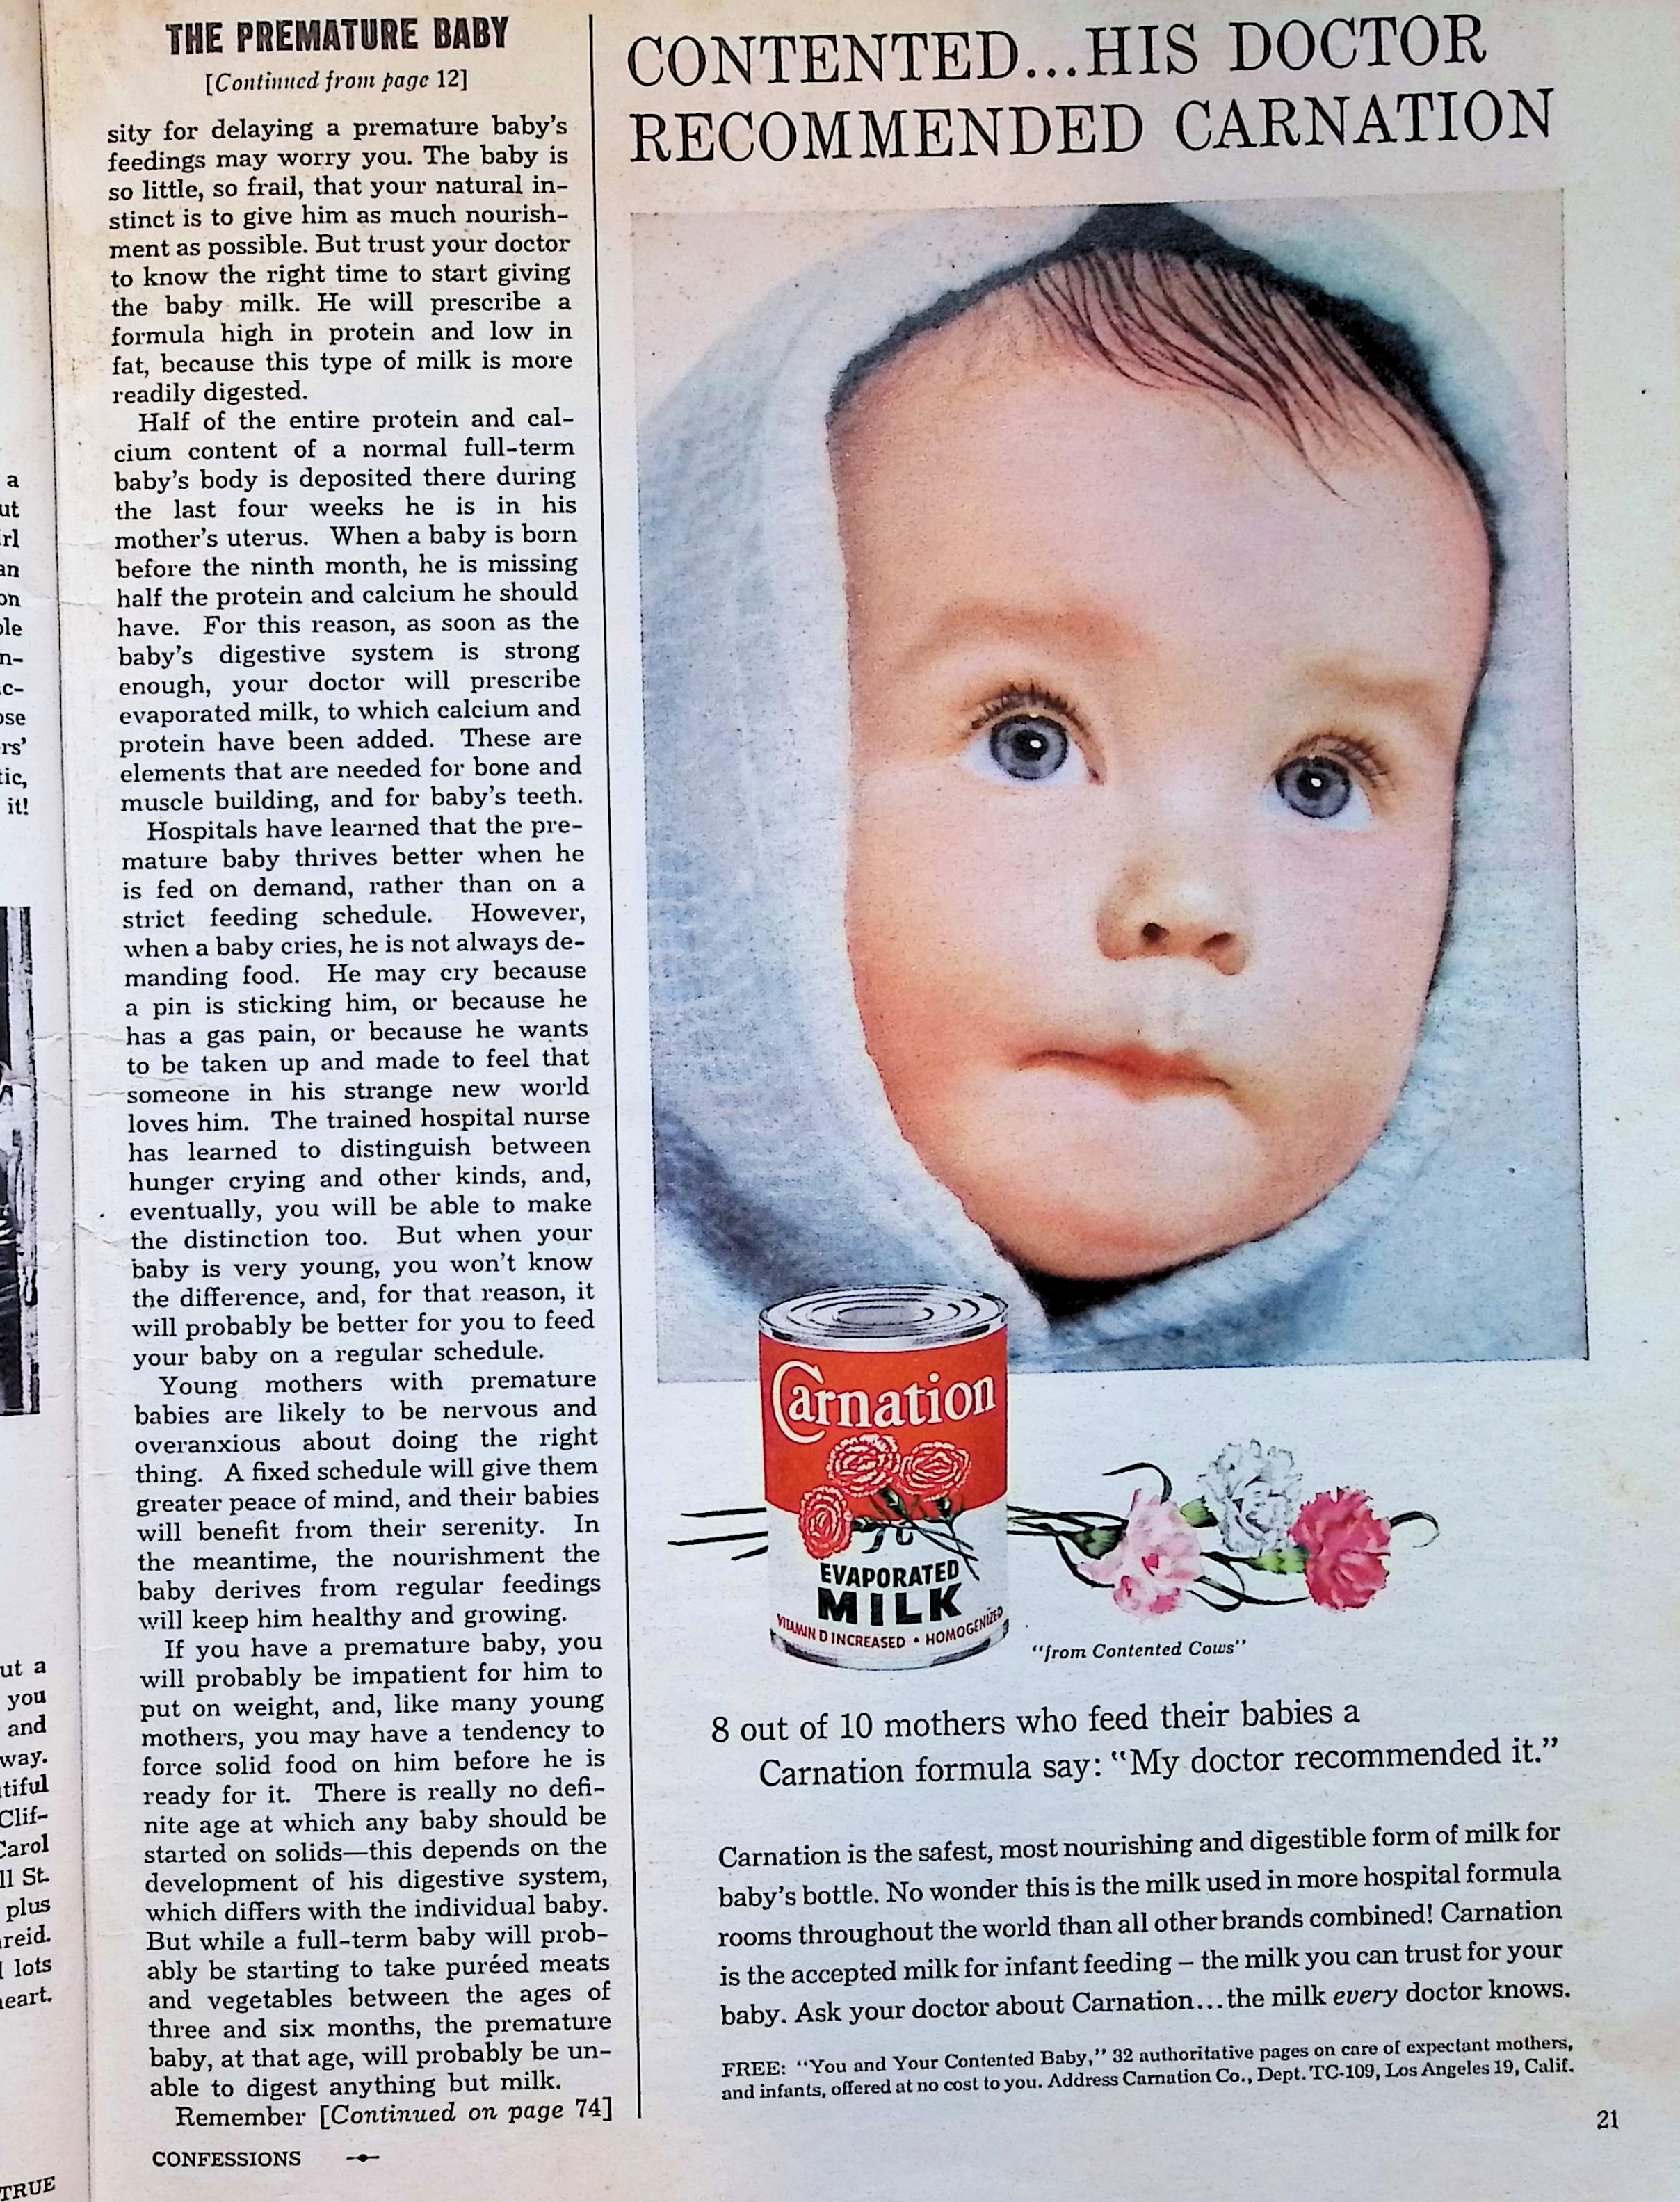 a
ut
rl
an
on
ole
n-
c-
ose
rs'
tic,
it!
ut a
you
and
way.
tiful
Clif-
Carol
ll St.
plus
areid.
lots
eart.
TRUE
THE PREMATURE BABY
[Continued from page 12]
sity for delaying a premature baby's
feedings may worry you. The baby is
so little, so frail, that your natural in-
stinct is to give him as much nourish-
ment as possible. But trust your doctor
to know the right time to start giving
the baby milk. He will prescribe a
formula high in protein and low in
fat, because this type of milk is more
readily digested.
Half of the entire protein and cal-
cium content of a normal full-term
baby's body is deposited there during
the last four weeks he is in his
mother's uterus. When a baby is born
before the ninth month, he is missing
half the protein and calcium he should
have. For this reason, as soon as the
baby's digestive system is strong
enough, your doctor will prescribe
evaporated milk, to which calcium and
protein have been added. These are
elements that are needed for bone and
muscle building, and for baby's teeth.
Hospitals have learned that the pre-
mature baby thrives better when he
is fed on demand, rather than on a
strict feeding schedule. However,
when a baby cries, he is not always de-
manding food. He may cry because
a pin is sticking him, or because he
has a gas pain, or because he wants
to be taken up and made to feel that
someone in his strange new world
loves him. The trained hospital nurse
has learned to distinguish between
hunger crying and other kinds, and,
eventually, you will be able to make
the distinction too. But when your
baby is very young, you won't know
the difference, and, for that reason, it
will probably be better for you to feed
your baby on a regular schedule.
Young mothers with premature
babies are likely to be nervous and
overanxious about doing the right
thing. A fixed schedule will give them
greater peace of mind, and their babies
will benefit from their serenity. In
the meantime, the nourishment the
baby derives from regular feedings
will keep him healthy and growing.
If you have a premature baby, you
will probably be impatient for him to
put on weight, and, like many young
mothers, you may have a tendency to
force solid food on him before he is
ready for it. There is really no defi-
nite age at which any baby should be
started on solids—this depends on the
development of his digestive system,
which differs with the individual baby.
But while a full-term baby will prob-
ably be starting to take puréed meats
and vegetables between the ages of
three and six months, the premature
baby, at that age, will probably be un-
able to digest anything but milk.
Remember [Continued on page 74]
CONFESSIONS
CONTENTED...HIS DOCTOR
RECOMMENDED CARNATION
Carnation
EVAPORATED
MILK
VITAMIN D INCREASED • HOMOGENIZED
"from Contented Cows"
8 out of 10 mothers who feed their babies a
Carnation formula say: "My doctor recommended it."
Carnation is the safest, most nourishing and digestible form of milk for
baby's bottle. No wonder this is the milk used in more hospital formula
rooms throughout the world than all other brands combined! Carnation
is the accepted milk for infant feeding – the milk you can trust for your
baby. Ask your doctor about Carnation...the milk every doctor knows.
FREE: "You and Your Contented Baby," 32 authoritative pages on care of expectant mothers,
and infants, offered at no cost to you. Address Carnation Co., Dept. TC-109, Los Angeles 19, Calif.
21